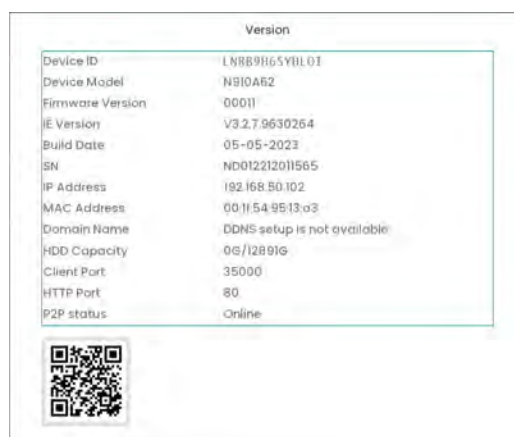 Version
Device ID
Device Model N910A62
Firmware Version 00011
IE Version V3.2.7.9630264
Build Date 05-05-2023
SN ND012212011565
IP Address 192.168.50.102
MAC Address 00:1f:54:95:13:a3
Domain Name DDNS setup is not available
HDD Capacity 0G/12891G
Client Port 35000
HTTP Port 80
P2P status Online